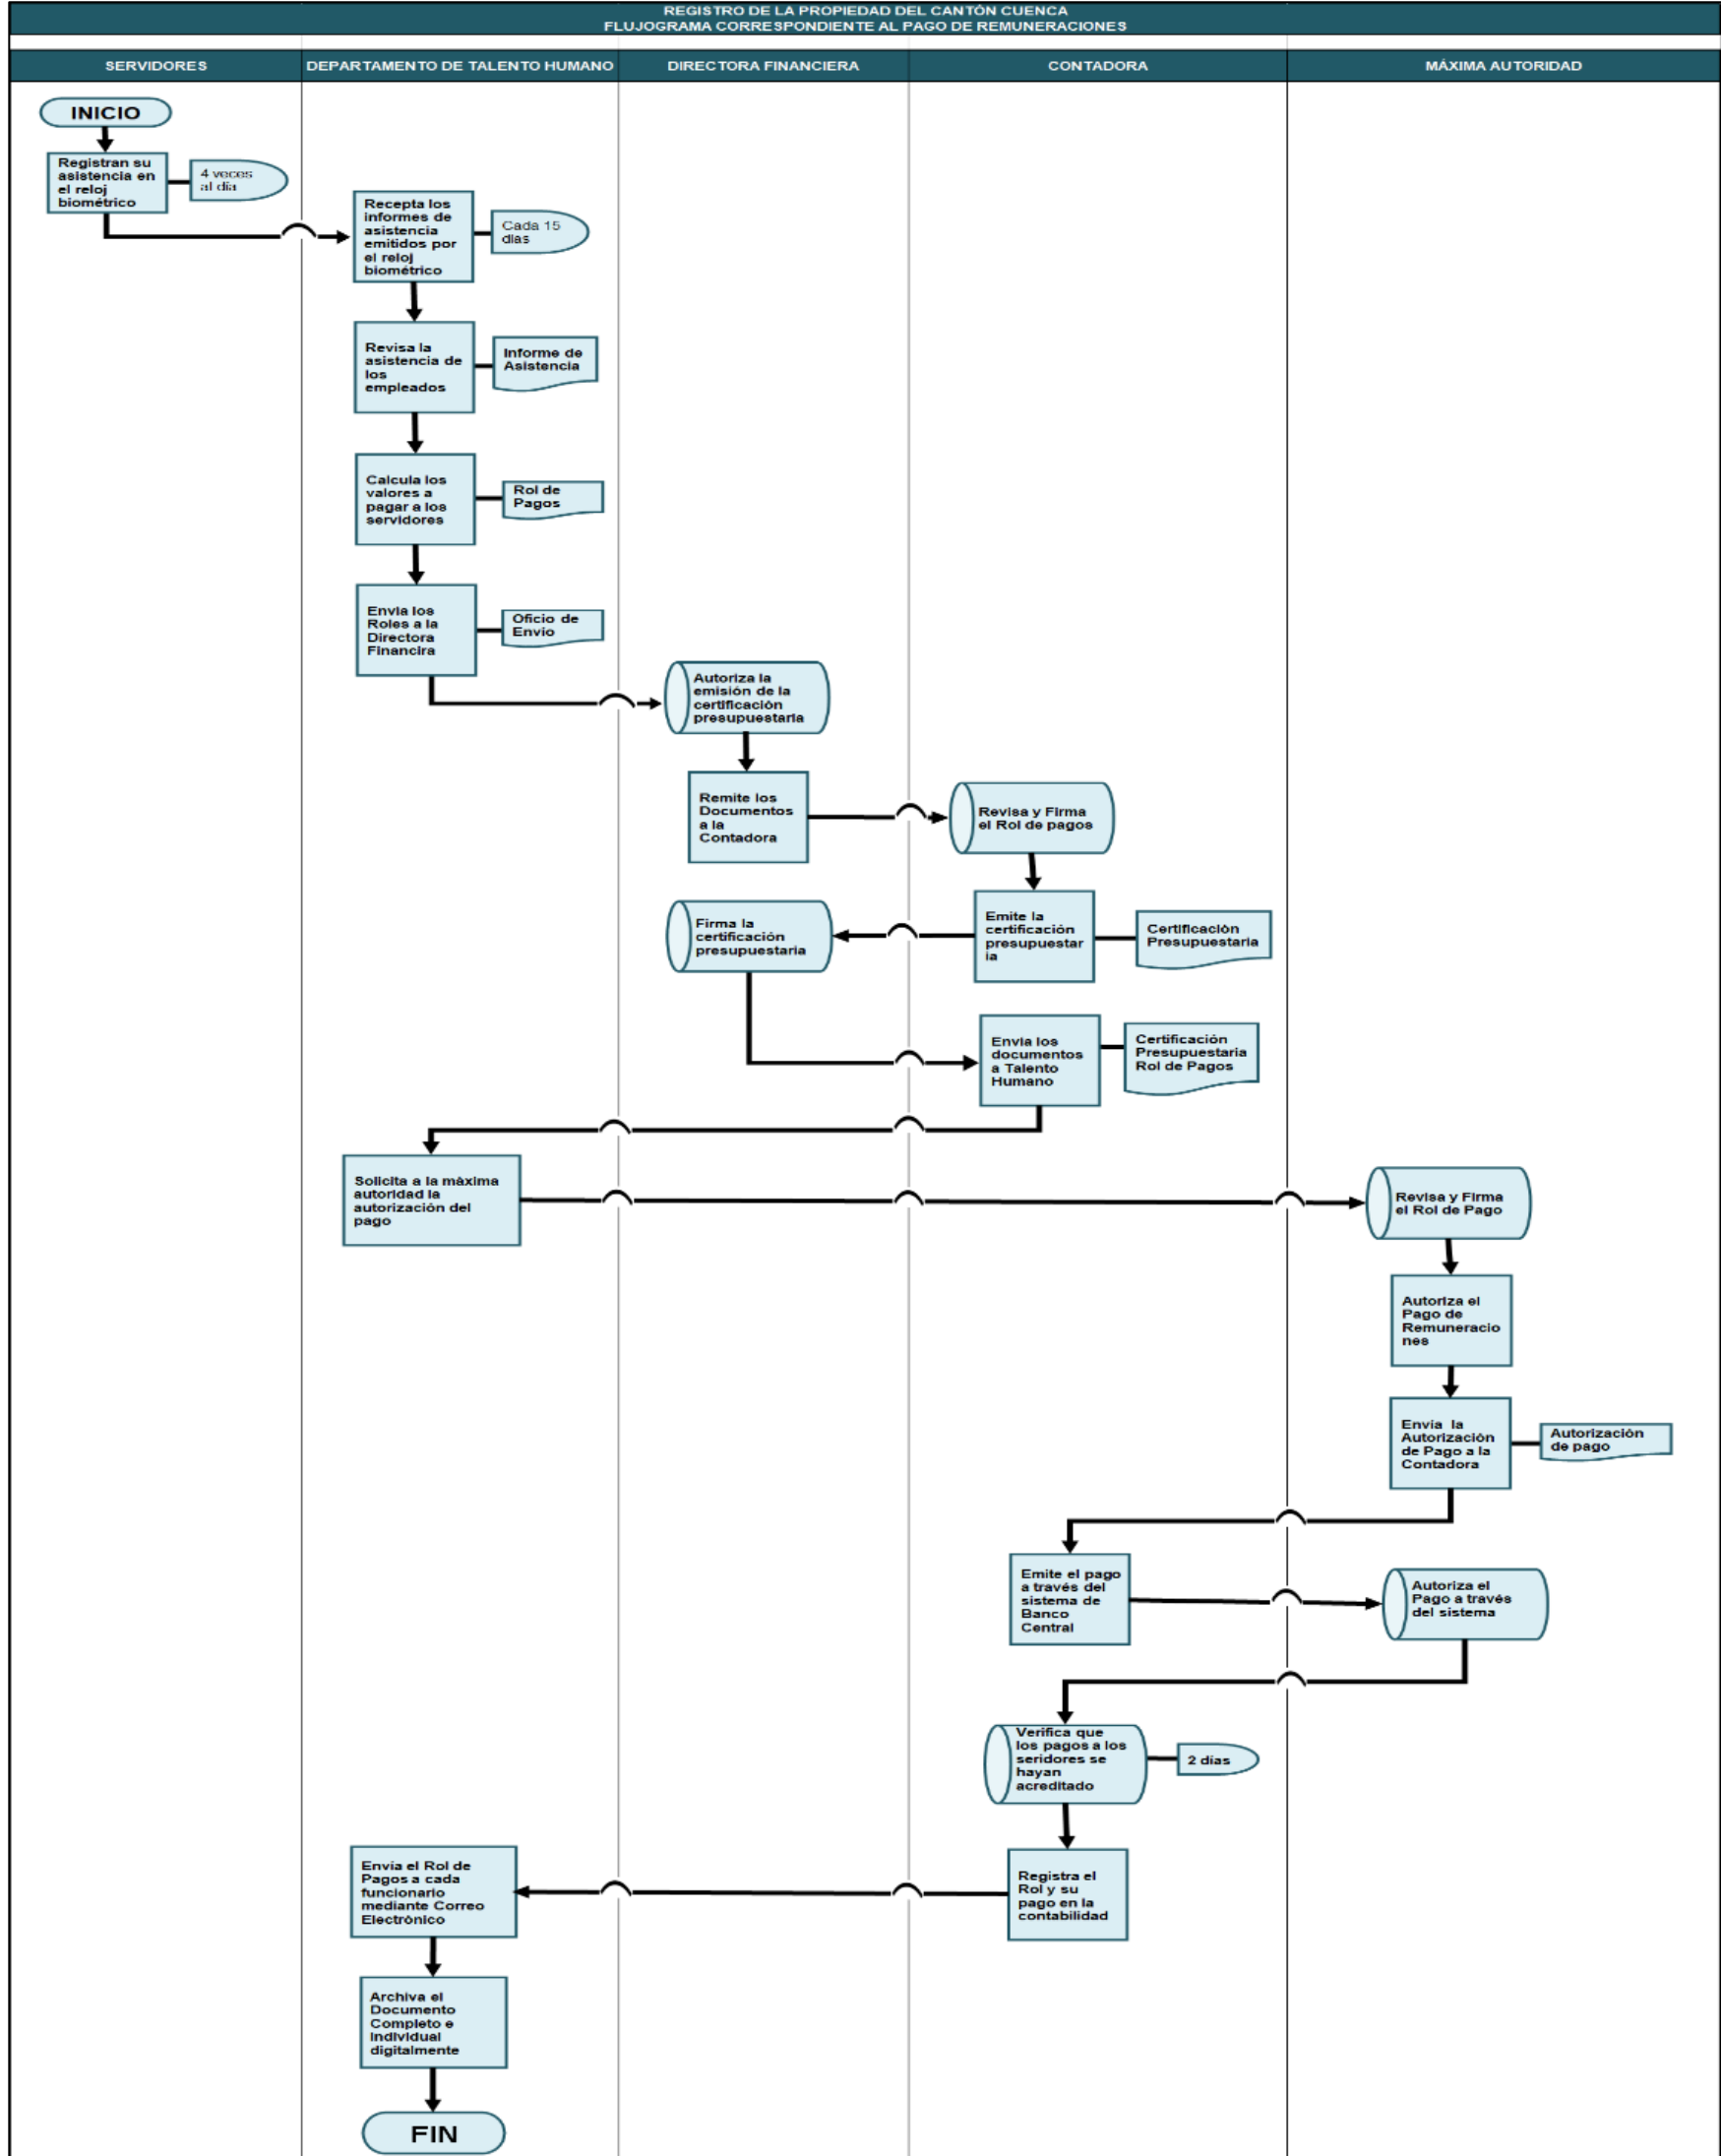 REGISTRO DE LA PROPIEDAD DEL CANTÓN CUENCA
FLUJOGRAMA CORRESPONDIENTE AL PAGO DE REMUNERACIONES
SERVIDORES
DEPARTAMENTO DE TALENTO HUMANO
DIRECTORA FINANCIERA
CONTADORA
MÁXIMA AUTORIDAD
INICIO
Registran su
asistencia en
el reloj
biométrico
4 veces
al día
Recepta los
informes de
asistencia
emitidos por
el reloj
biométrico
Cada 15
días
Revisa la
asistencia de
los
empleados
Informe de
Asistencia
Calcula los
valores a
pagar a los
servidores
Rol de
Pagos
Envía los
Roles a la
Directora
Financira
Oficio de
Envío
Autoriza la
emisión de la
certificación
presupuestaria
Remite los
Documentos
a la
Contadora
Revisa y Firma
el Rol de pagos
Firma la
certificación
presupuestaria
Emite la
certificación
presupuestar
ia
Certificación
Presupuestaria
Envía los
documentos
a Talento
Humano
Certificación
Presupuestaria
Rol de Pagos
Solicita a la máxima
autoridad la
autorización del
pago
Revisa y Firma
el Rol de Pago
Autoriza el
Pago de
Remuneracio
nes
Envía la
Autorización
de Pago a la
Contadora
Autorización
de pago
Emite el pago
a través del
sistema de
Banco
Central
Autoriza el
Pago a través
del sistema
Verifica que
los pagos a los
seridores se
hayan
acreditado
2 días
Envía el Rol de
Pagos a cada
funcionario
mediante Correo
Electrónico
Registra el
Rol y su
pago en la
contabilidad
Archiva el
Documento
Completo e
Individual
digitalmente
FIN